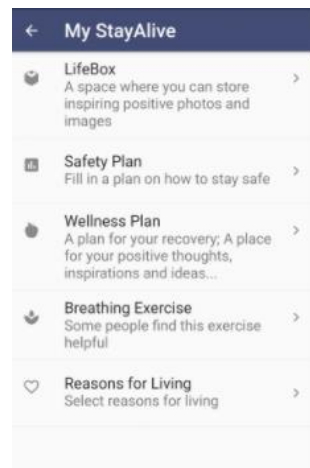 My StayAlive
LifeBox
A space where you can store
inspiring positive photos and
images
Safety Plan
Fill in a plan on how to stay safe
Wellness Plan
A plan for your recovery; A place
for your positive thoughts,
inspirations and ideas...
Breathing Exercise
Some people find this exercise
helpful
Reasons for Living
Select reasons for living